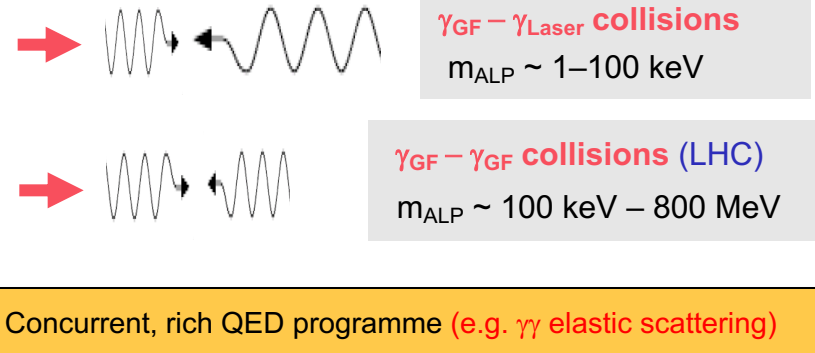 γGF – γLaser collisions
mALP ~ 1–100 keV
γGF – γGF collisions (LHC)
mALP ~ 100 keV – 800 MeV
Concurrent, rich QED programme (e.g. γγ elastic scattering)